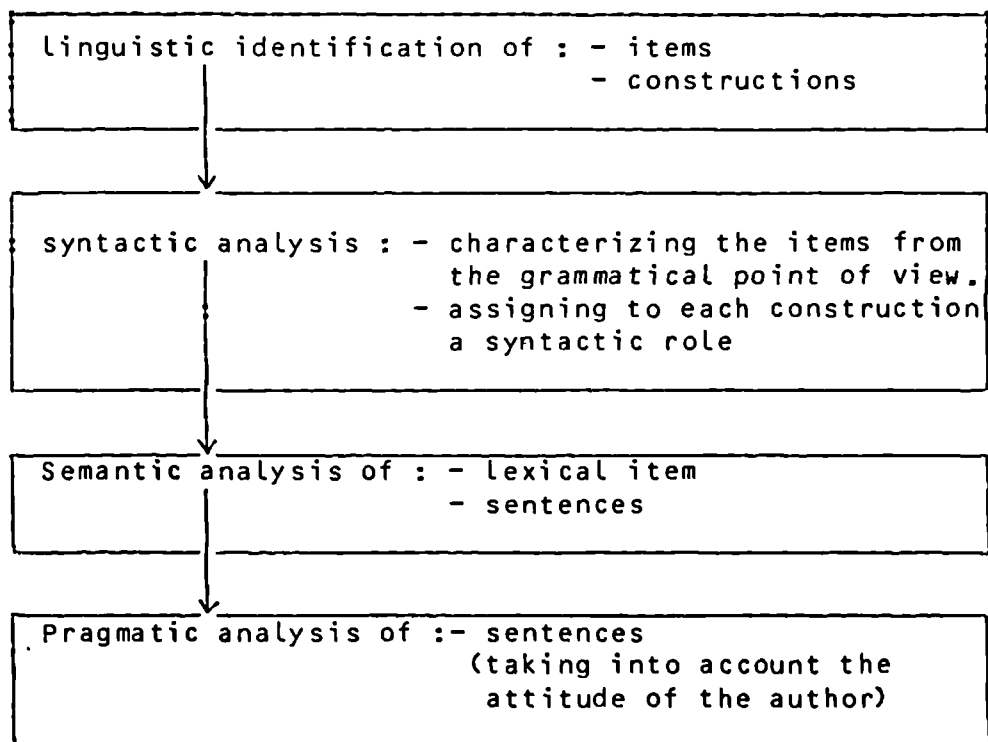 linguistic identification of : - items
- constructions
syntactic analysis : - characterizing the items from
the grammatical point of view.
- assigning to each construction
a syntactic role
Semantic analysis of : - lexical item
- sentences
Pragmatic analysis of :- sentences
(taking into account the
attitude of the author)